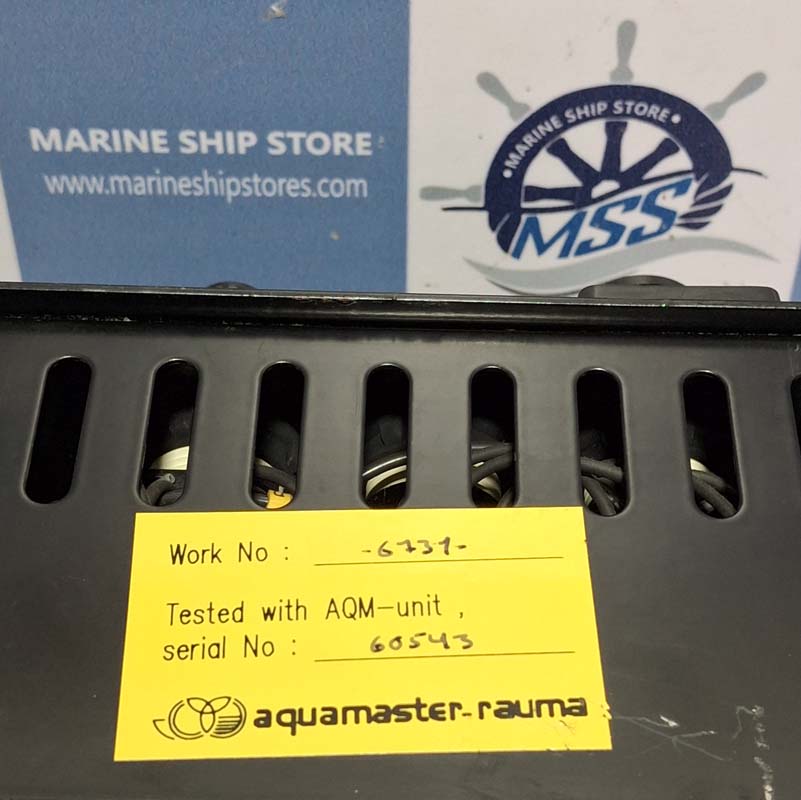 MARINE SHIP STORE
www.marineshipstores.com
•MARINE SHIP STORE•
MSS
Work No : -6731-
Tested with AQM-unit ,
serial No : 60543
aquamaster-rauma